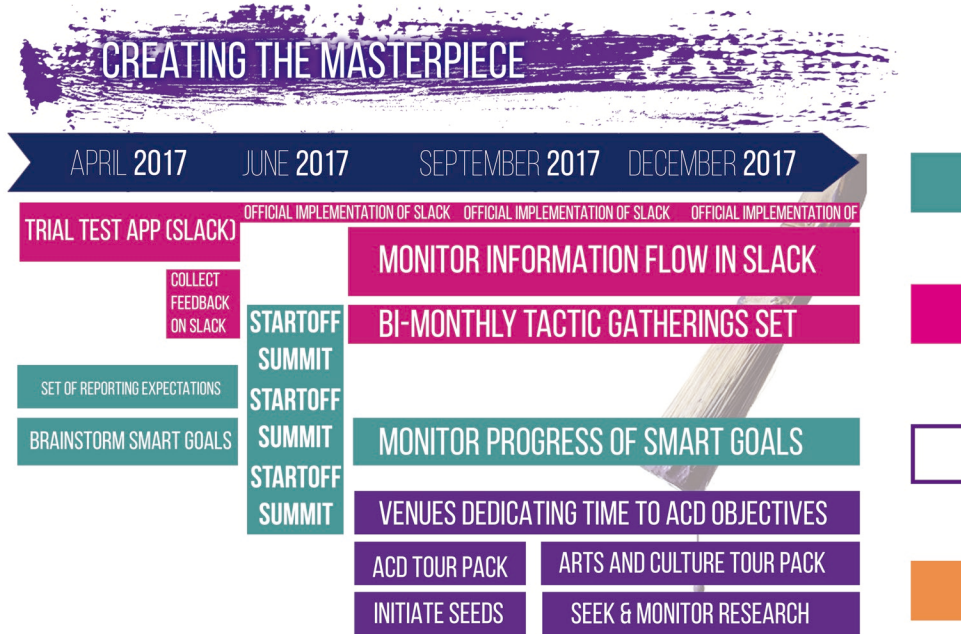 CREATING THE MASTERPIECE
APRIL 2017 JUNE 2017 SEPTEMBER 2017 DECEMBER 2017
OFFICIAL IMPLEMENTATION OF SLACK OFFICIAL IMPLEMENTATION OF SLACK OFFICIAL IMPLEMENTATION OF
TRIAL TEST APP (SLACK)
MONITOR INFORMATION FLOW IN SLACK
COLLECT
FEEDBACK
ON SLACK
STARTOFF
SUMMIT
STARTOFF
SUMMIT
STARTOFF
SUMMIT
BI-MONTHLY TACTIC GATHERINGS SET
SET OF REPORTING EXPECTATIONS
BRAINSTORM SMART GOALS
MONITOR PROGRESS OF SMART GOALS
VENUES DEDICATING TIME TO ACD OBJECTIVES
ACD TOUR PACK
ARTS AND CULTURE TOUR PACK
INITIATE SEEDS
SEEK & MONITOR RESEARCH